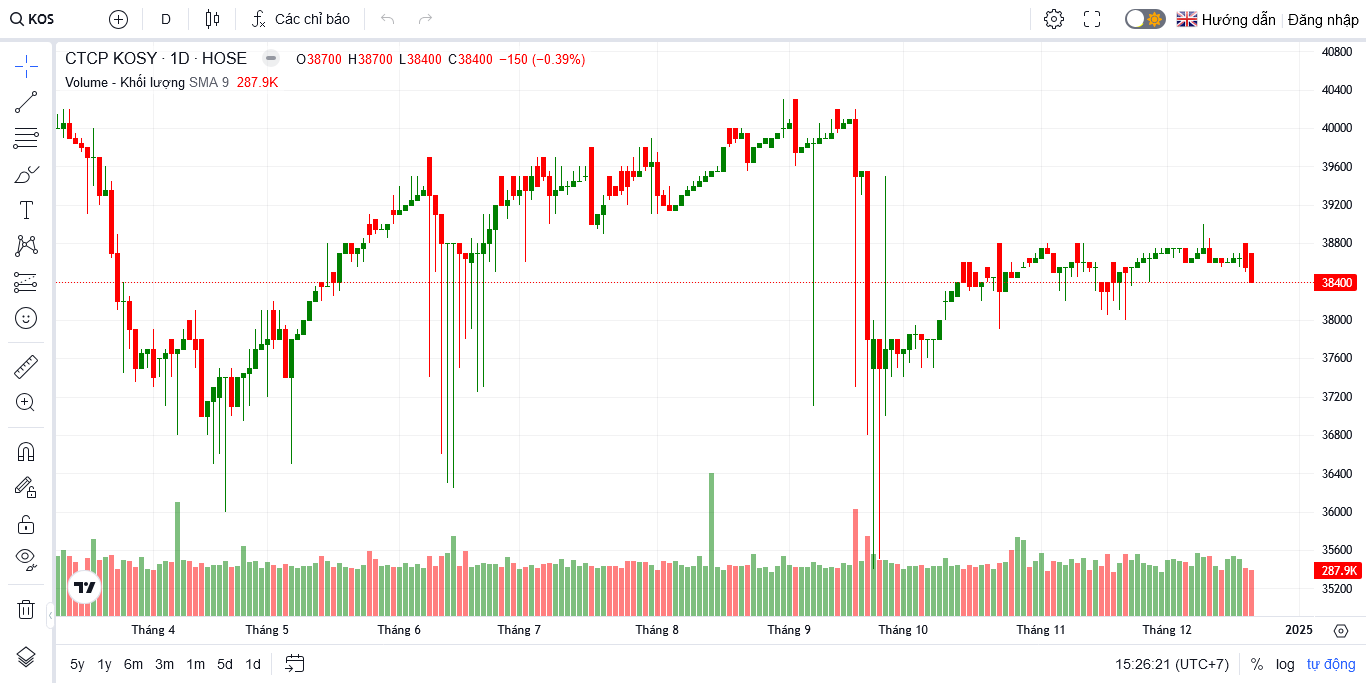 KOS D Các chỉ báo Hướng dẫn Đăng nhập
CTCP KOSY · 1D · HOSE O38700 H38700 L38400 C38400 −150 (−0.39%)
Volume - Khối lượng SMA 9 287.9K
40800
40400
40000
39600
39200
38800
38400
38000
37600
37200
36800
36400
36000
35600
287.9K
35200
Tháng 4 Tháng 5 Tháng 6 Tháng 7 Tháng 8 Tháng 9 Tháng 10 Tháng 11 Tháng 12 2025
5y 1y 6m 3m 1m 5d 1d 15:26:21 (UTC+7) % log tự động